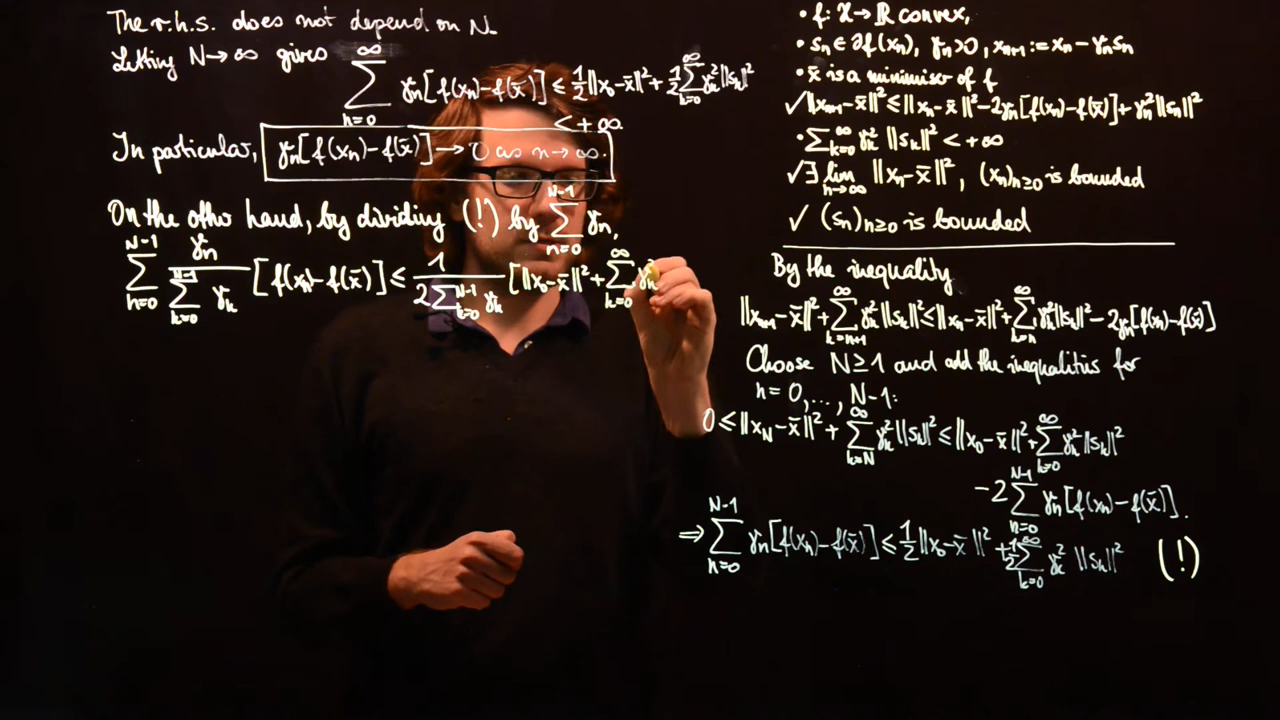 The r.h.s. does not depend on N.
Letting N→∞ gives ∑_{n=0}^{∞} γₙ[f(xₙ)-f(x̄)] ≤ ½‖x₀-x̄‖² + ½∑_{k=0}^{∞} γₖ²‖sₖ‖²
< +∞.
In particular, γₙ[f(xₙ)-f(x̄)] → 0 as n→∞.
On the other hand, by dividing (!) by ∑_{n=0}^{N-1} γₙ,
∑_{n=0}^{N-1} γₙ/(∑_{k=0}^{N-1} γₖ) [f(xₙ)-f(x̄)] ≤ 1/(2∑_{k=0}^{N-1} γₖ) [‖x₀-x̄‖² + ∑_{k=0}^{∞} γₖ²
• f: X→ℝ convex,
• sₙ ∈ ∂f(xₙ), γₙ>0, xₙ₊₁ := xₙ - γₙsₙ
• x̄ is a minimiser of f
✓ ‖xₙ₊₁-x̄‖² ≤ ‖xₙ-x̄‖² - 2γₙ[f(xₙ)-f(x̄)] + γₙ²‖sₙ‖²
• ∑_{k=0}^{∞} γₖ²‖sₖ‖² < +∞
✓ ∃ lim_{n→∞} ‖xₙ-x̄‖², (xₙ)ₙ≥₀ is bounded
✓ (sₙ)ₙ≥₀ is bounded
By the inequality
‖xₙ₊₁-x̄‖² + ∑_{k=n+1}^{∞} γₖ²‖sₖ‖² ≤ ‖xₙ-x̄‖² + ∑_{k=n}^{∞} γₖ²‖sₖ‖² - 2γₙ[f(xₙ)-f(x̄)]
Choose N≥1 and add the inequalities for
n = 0,..., N-1:
0 ≤ ‖x_N-x̄‖² + ∑_{k=N}^{∞} γₖ²‖sₖ‖² ≤ ‖x₀-x̄‖² + ∑_{k=0}^{∞} γₖ²‖sₖ‖²
-2 ∑_{n=0}^{N-1} γₙ[f(xₙ)-f(x̄)].
⇒ ∑_{n=0}^{N-1} γₙ[f(xₙ)-f(x̄)] ≤ ½‖x₀-x̄‖² + ½∑_{k=0}^{∞} γₖ²‖sₖ‖² (!)